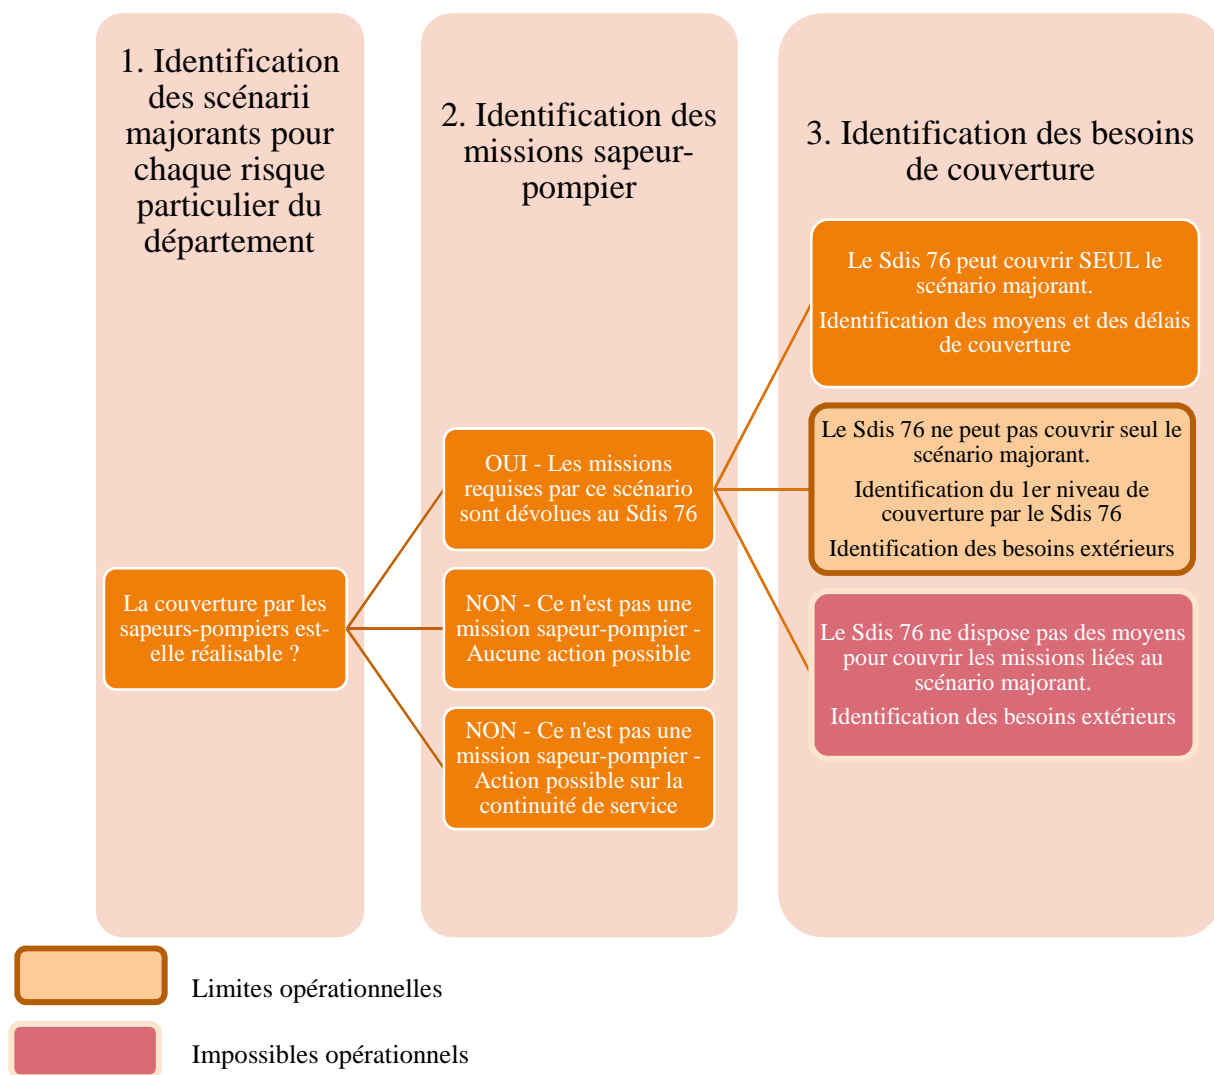 1. Identification
des scénarii
majorants pour
chaque risque
particulier du
département
La couverture par les
sapeurs-pompiers est-
elle réalisable ?
2. Identification des
missions sapeur-
pompier
OUI - Les missions
requises par ce scénario
sont dévolues au Sdis 76
NON - Ce n'est pas une
mission sapeur-pompier -
Aucune action possible
NON - Ce n'est pas une
mission sapeur-pompier -
Action possible sur la
continuité de service
3. Identification des besoins
de couverture
Le Sdis 76 peut couvrir SEUL le
scénario majorant.
Identification des moyens et des délais
de couverture
Le Sdis 76 ne peut pas couvrir seul le
scénario majorant.
Identification du 1er niveau de
couverture par le Sdis 76
Identification des besoins extérieurs
Le Sdis 76 ne dispose pas des moyens
pour couvrir les missions liées au
scénario majorant.
Identification des besoins extérieurs
Limites opérationnelles
Impossibles opérationnels